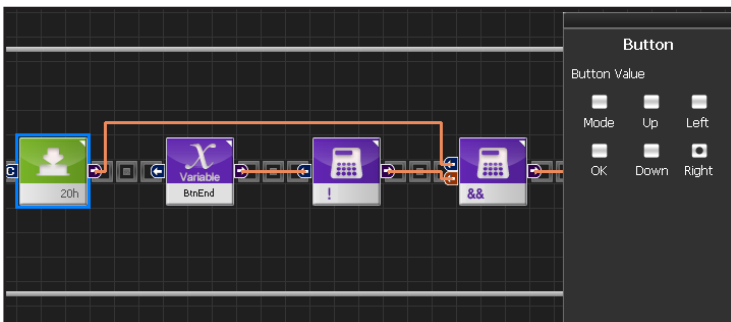 Button
Button Value
Mode Up Left
OK Down Right
C
20h
X
Variable
BtnEnd
!
&&